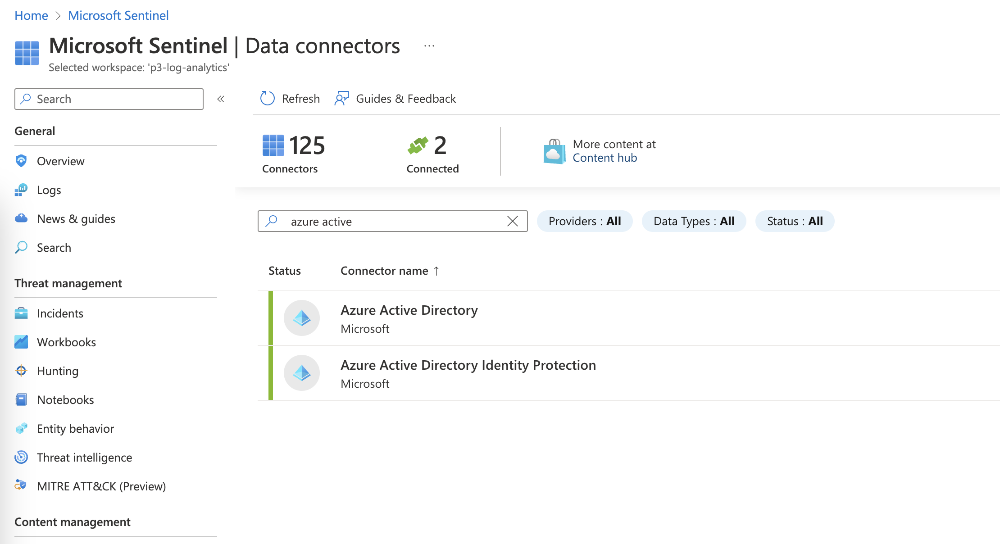 Home > Microsoft Sentinel
Microsoft Sentinel | Data connectors ...
Selected workspace: 'p3-log-analytics'
Search «
General
Overview
Logs
News & guides
Search
Threat management
Incidents
Workbooks
Hunting
Notebooks
Entity behavior
Threat intelligence
MITRE ATT&CK (Preview)
Content management
Refresh Guides & Feedback
125
Connectors
2
Connected
More content at
Content hub
azure active
Providers : All
Data Types : All
Status : All
Status Connector name ↑
Azure Active Directory
Microsoft
Azure Active Directory Identity Protection
Microsoft